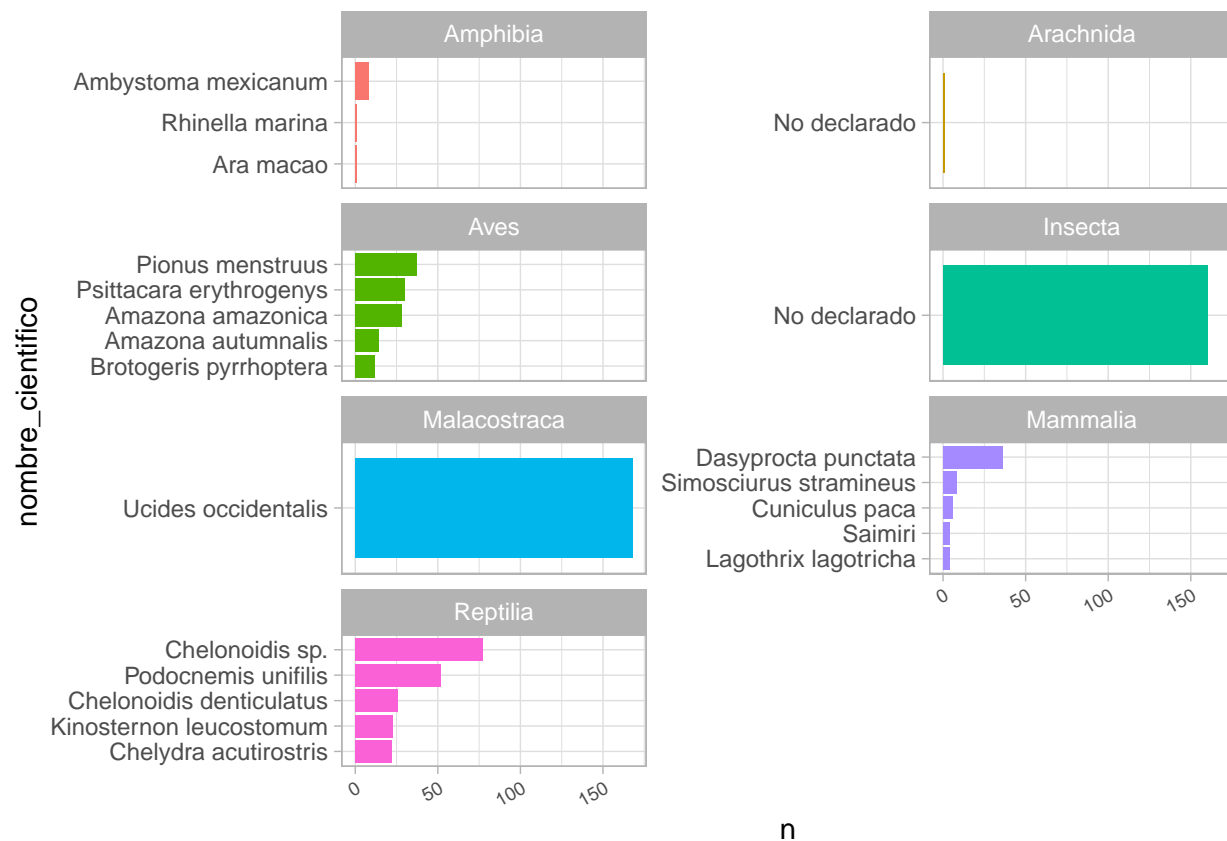 Amphibia
Ambystoma mexicanum
Rhinella marina
Ara macao
Arachnida
No declarado
Aves
Pionus menstruus
Psittacara erythrogenys
Amazona amazonica
Amazona autumnalis
Brotogeris pyrrhoptera
Insecta
No declarado
Malacostraca
Ucides occidentalis
Mammalia
Dasyprocta punctata
Simosciurus stramineus
Cuniculus paca
Saimiri
Lagothrix lagotricha
0 50 100 150
Reptilia
Chelonoidis sp.
Podocnemis unifilis
Chelonoidis denticulatus
Kinosternon leucostomum
Chelydra acutirostris
0 50 100 150
nombre_cientifico
n